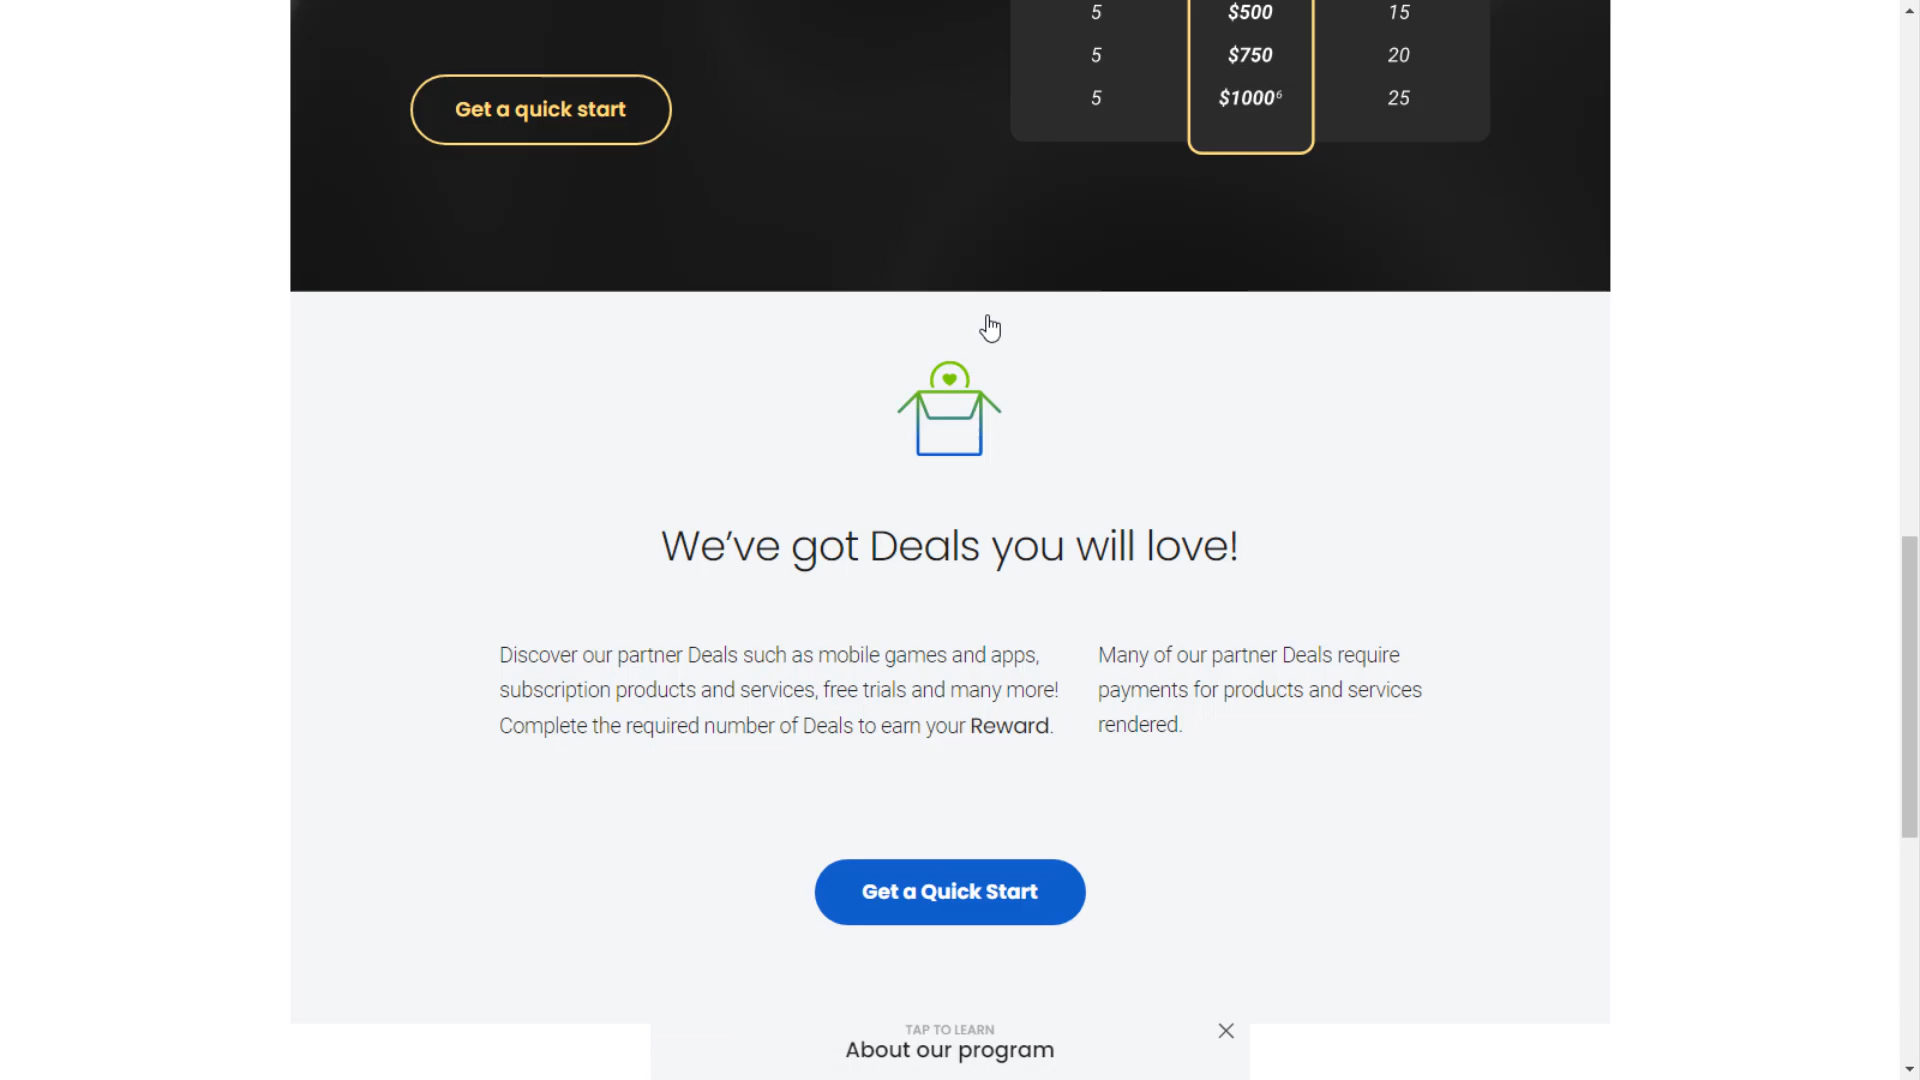 5 $500 15
5 $750 20
5 $1000⁶ 25
Get a quick start
We've got Deals you will love!
Discover our partner Deals such as mobile games and apps,
subscription products and services, free trials and many more!
Complete the required number of Deals to earn your Reward.
Many of our partner Deals require
payments for products and services
rendered.
Get a Quick Start
TAP TO LEARN
About our program